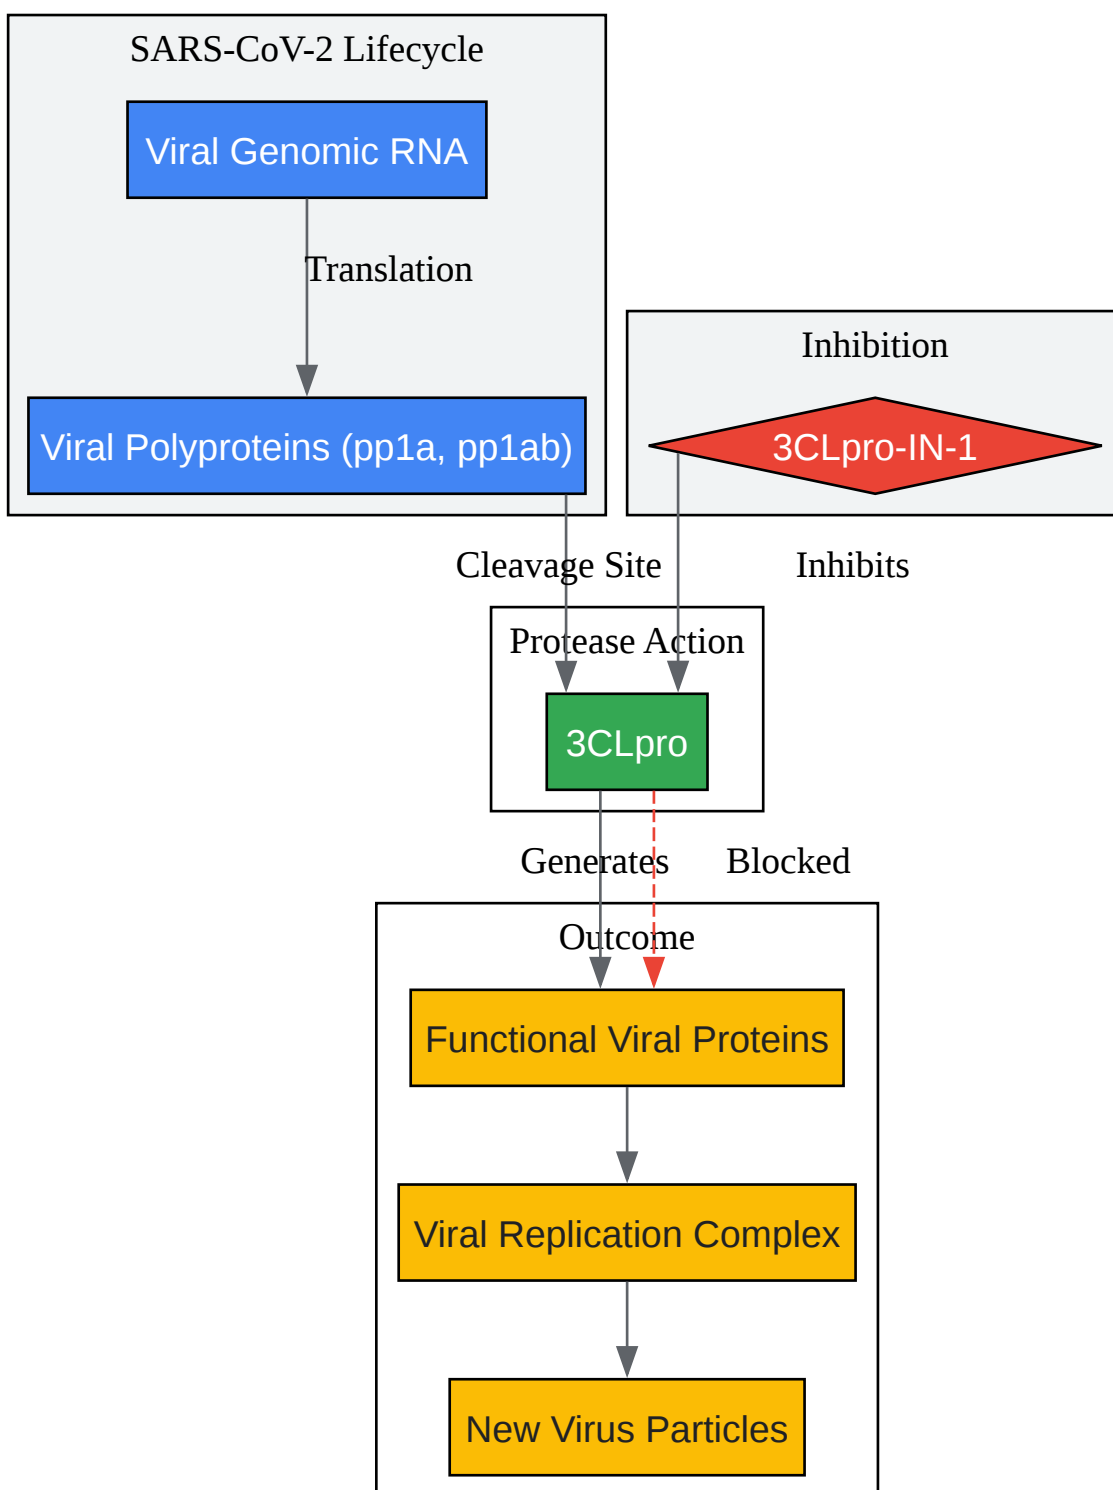 SARS-CoV-2 Lifecycle
Viral Genomic RNA
Translation
Viral Polyproteins (pp1a, pp1ab)
Inhibition
3CLpro-IN-1
Cleavage Site
Inhibits
Protease Action
3CLpro
Generates
Blocked
Outcome
Functional Viral Proteins
Viral Replication Complex
New Virus Particles